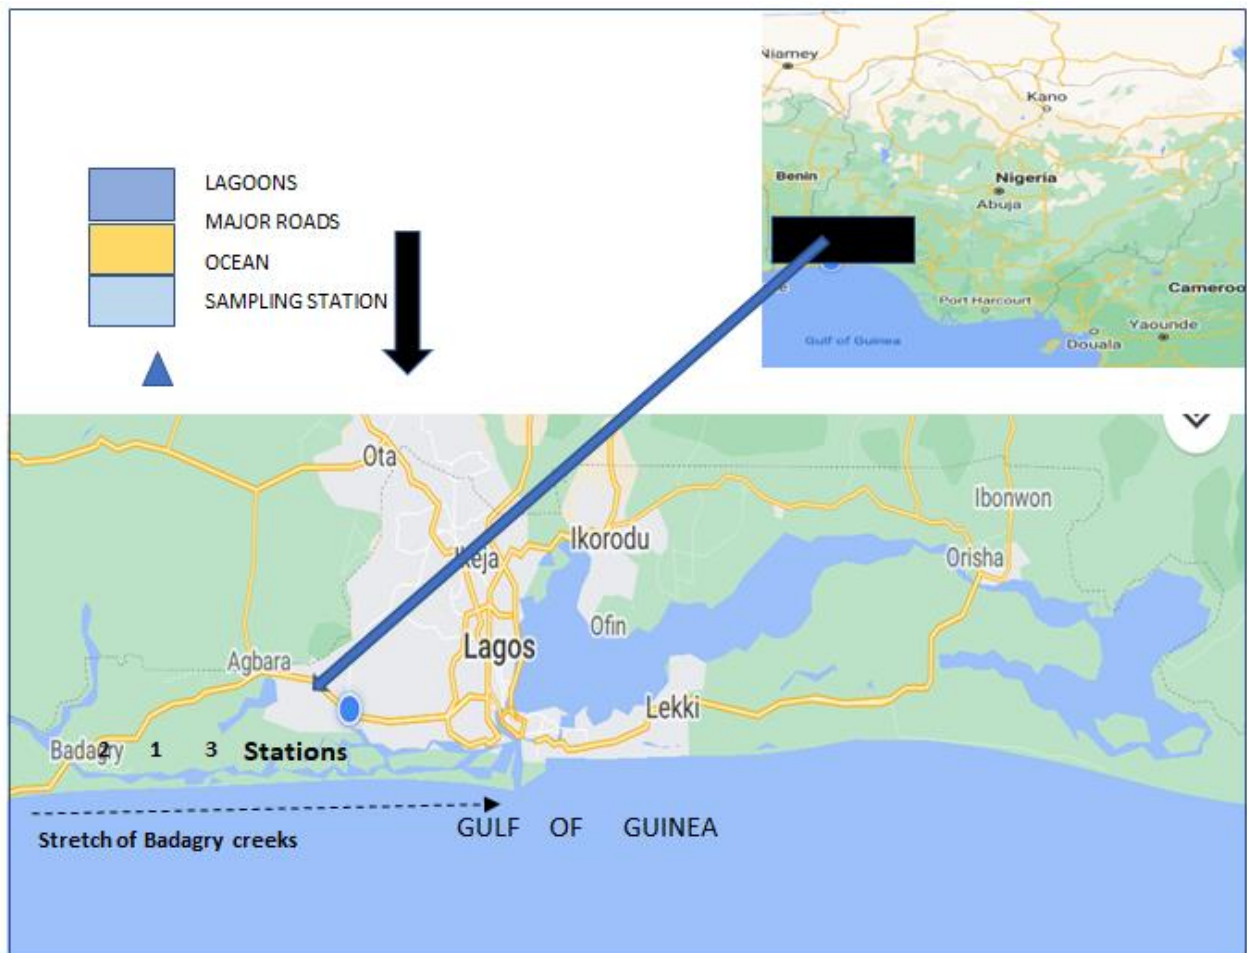 Niamey
Kano
Benin
Nigeria
Abuja
Port Harcourt
Cameroo
Yaounde
Douala
Gulf of Guinea
LAGOONS
MAJOR ROADS
OCEAN
SAMPLING STATION
Ota
Ibonwon
Ikeja
Ikorodu
Orisha
Ofin
Lagos
Agbara
Lekki
Badagry
2 1 3 Stations
Stretch of Badagry creeks
GULF OF GUINEA